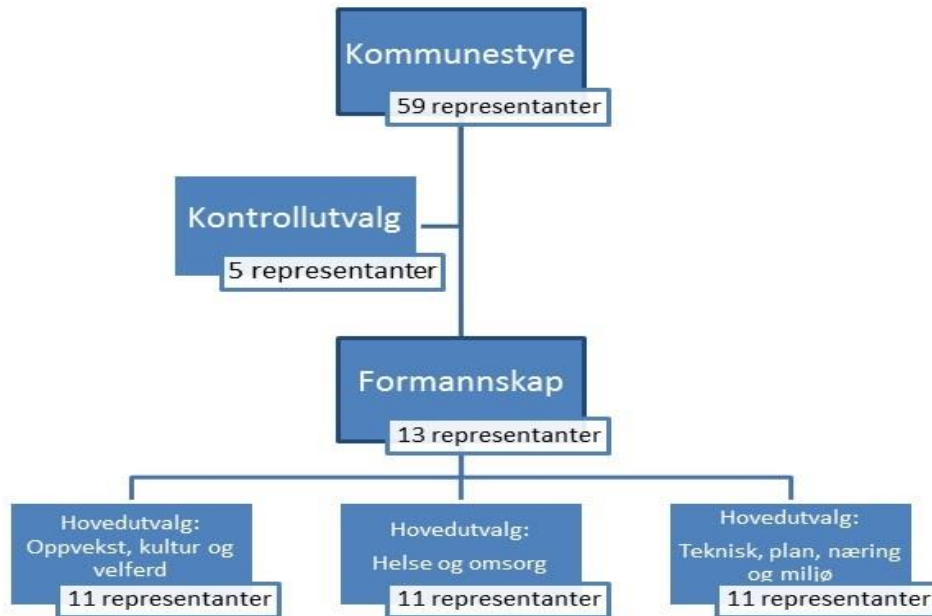 Kommunestyre
59 representanter
Kontrollutvalg
5 representanter
Formannskap
13 representanter
Hovedutvalg:
Oppvekst, kultur og
velferd
11 representanter
Hovedutvalg:
Helse og omsorg
11 representanter
Hovedutvalg:
Teknisk, plan, næring
og miljø
11 representanter